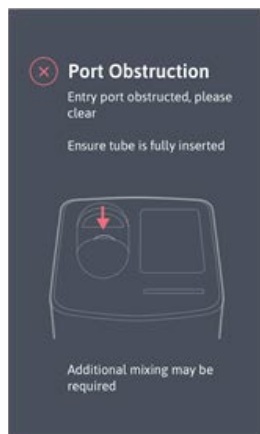 Port Obstruction
Entry port obstructed, please
clear
Ensure tube is fully inserted
Additional mixing may be
required